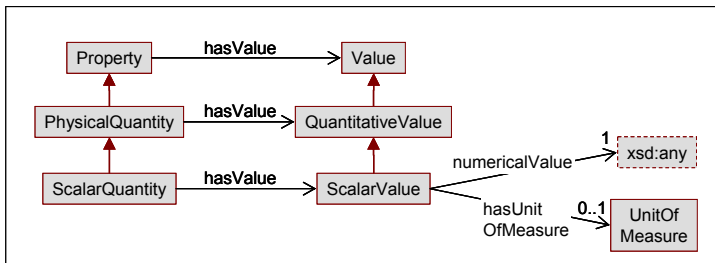 Property
hasValue
Value
PhysicalQuantity
hasValue
QuantitativeValue
ScalarQuantity
hasValue
ScalarValue
numericalValue
1
xsd:any
hasUnit
OfMeasure
0..1
UnitOf
Measure